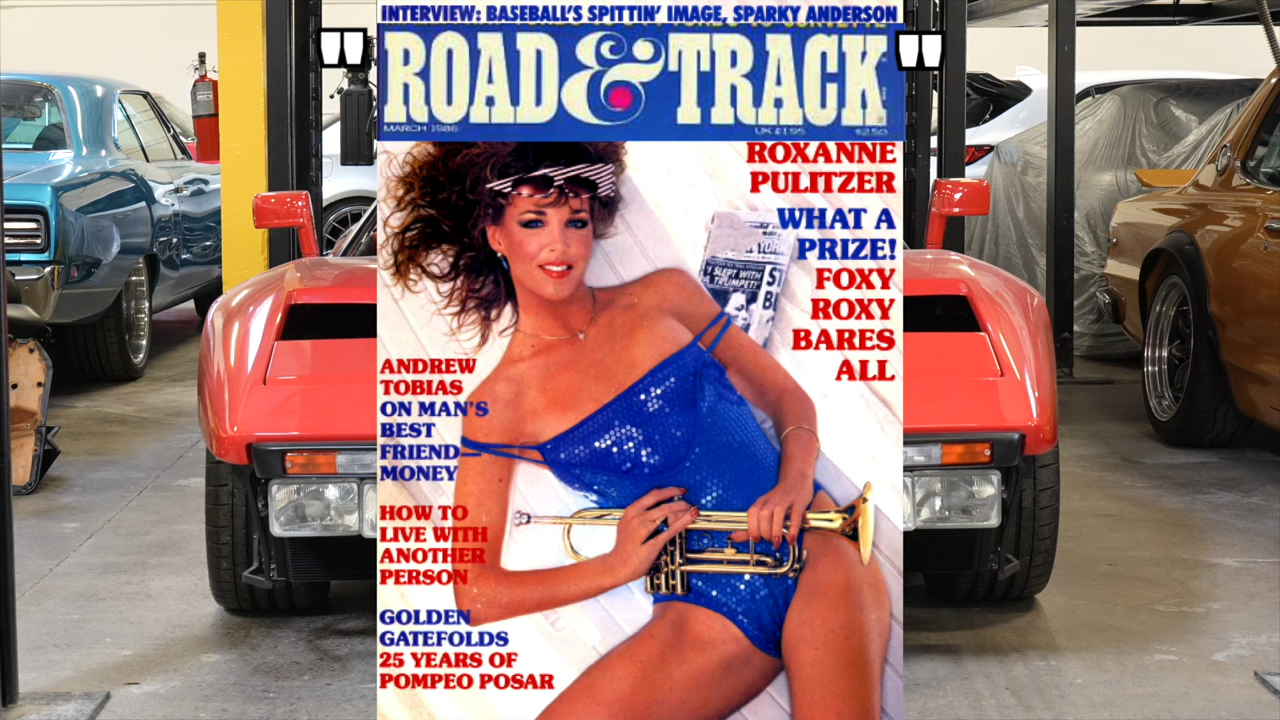 INTERVIEW: BASEBALL'S SPITTIN' IMAGE, SPARKY ANDERSON
"ROAD & TRACK"
MARCH 1986 UK £1.95 $2.50
ROXANNE
PULITZER
WHAT A
PRIZE!
FOXY
ROXY
BARES
ALL
YORK
'I SLEPT WITH
A TRUMPET'
ANDREW
TOBIAS
ON MAN'S
BEST
FRIEND—
MONEY
HOW TO
LIVE WITH
ANOTHER
PERSON
GOLDEN
GATEFOLDS
25 YEARS OF
POMPEO POSAR